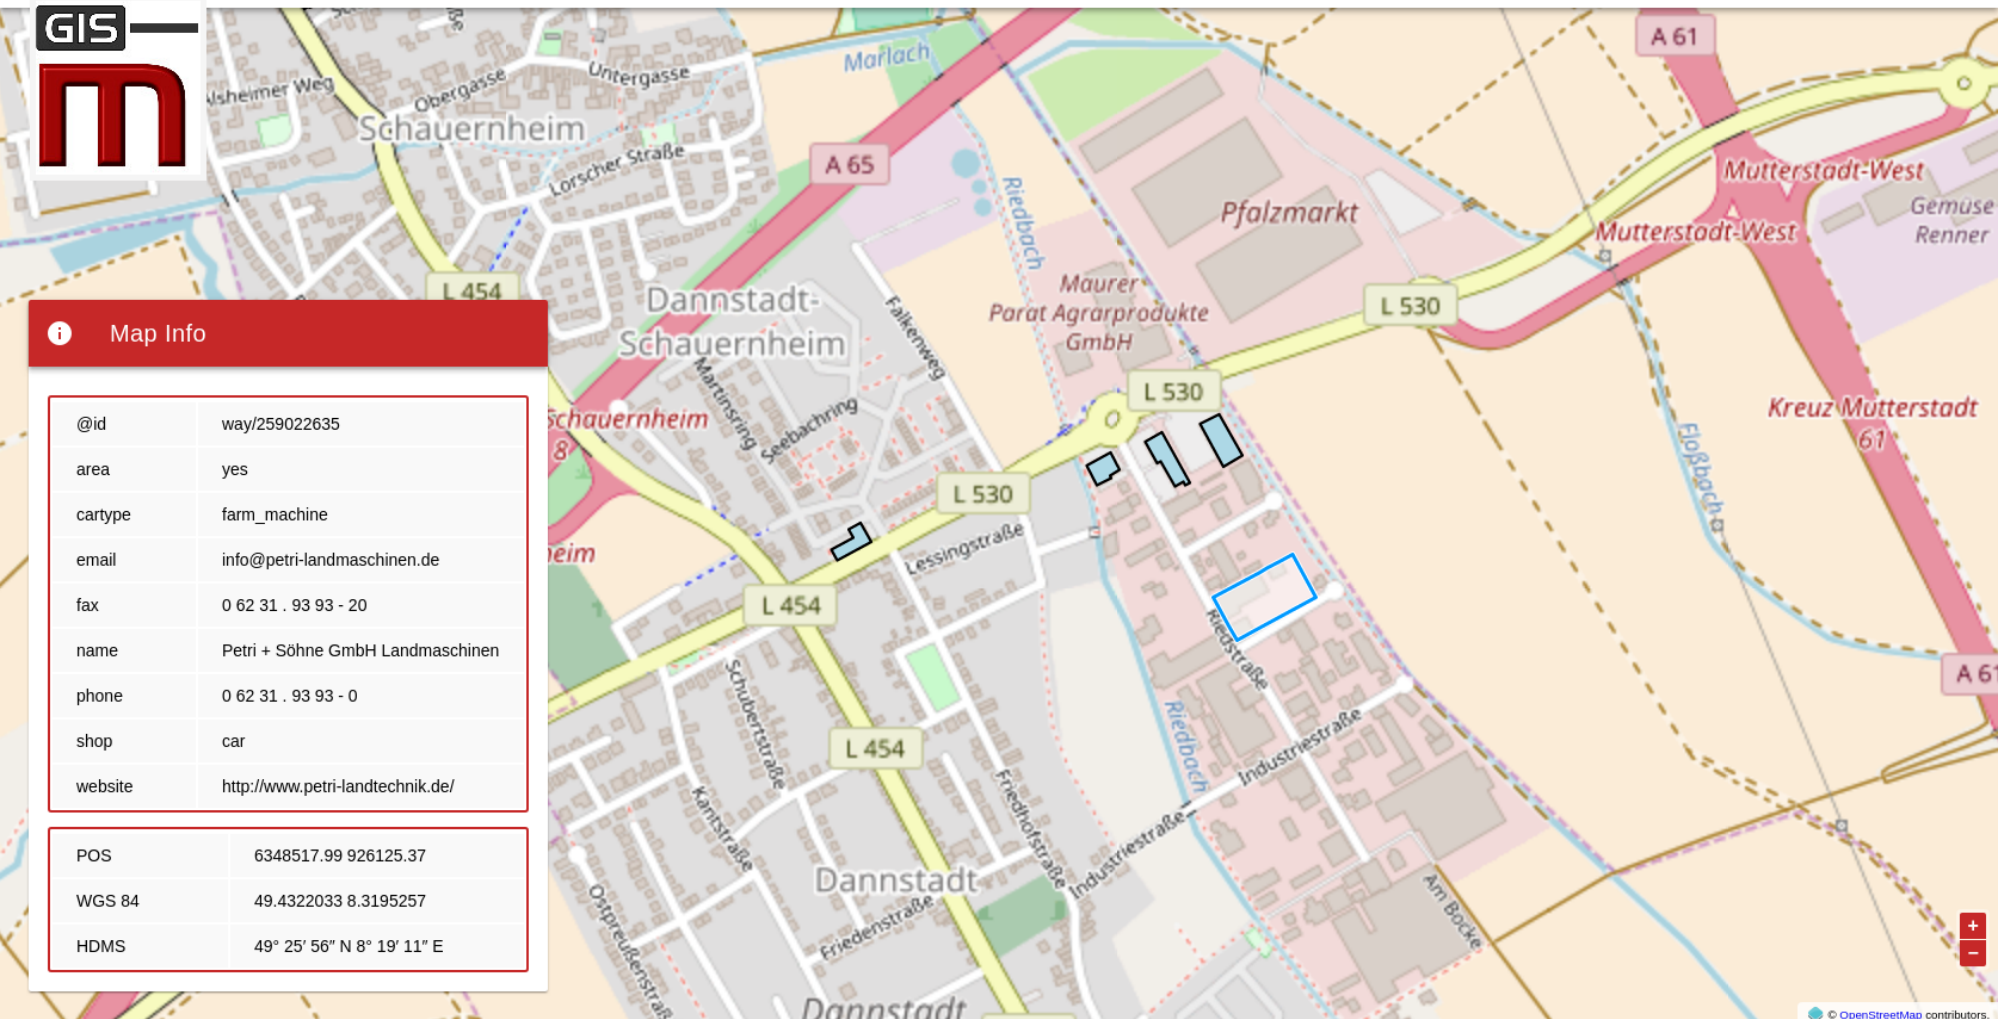 GIS
m
Alsheimer Weg
Obergasse
Untergasse
Schauernheim
Lorscher Straße
Marlach
A 65
A 61
Riedbach
Pfalzmarkt
Mutterstadt-West
Mutterstadt-West
Gemüse
Renner
L 454
Dannstadt-
Schauernheim
Falkenweg
Maurer
Parat Agrarprodukte
GmbH
L 530
L 530
Martinsring
Seebachring
Schauernheim
8
Kreuz Mutterstadt
61
Floßbach
L 530
Lessingstraße
heim
L 454
Riedstraße
Schubertstraße
A 61
L 454
Riedbach
Industriestraße
Kantstraße
Friedhofstraße
Industriestraße
Dannstadt
Friedenstraße
Ostpreußenstraß
Am Bocke
Dannstadt
Map Info
@id way/259022635
area yes
cartype farm_machine
email info@petri-landmaschinen.de
fax 0 62 31 . 93 93 - 20
name Petri + Söhne GmbH Landmaschinen
phone 0 62 31 . 93 93 - 0
shop car
website http://www.petri-landtechnik.de/
POS 6348517.99 926125.37
WGS 84 49.4322033 8.3195257
HDMS 49° 25′ 56″ N 8° 19′ 11″ E
+
−
© OpenStreetMap contributors.